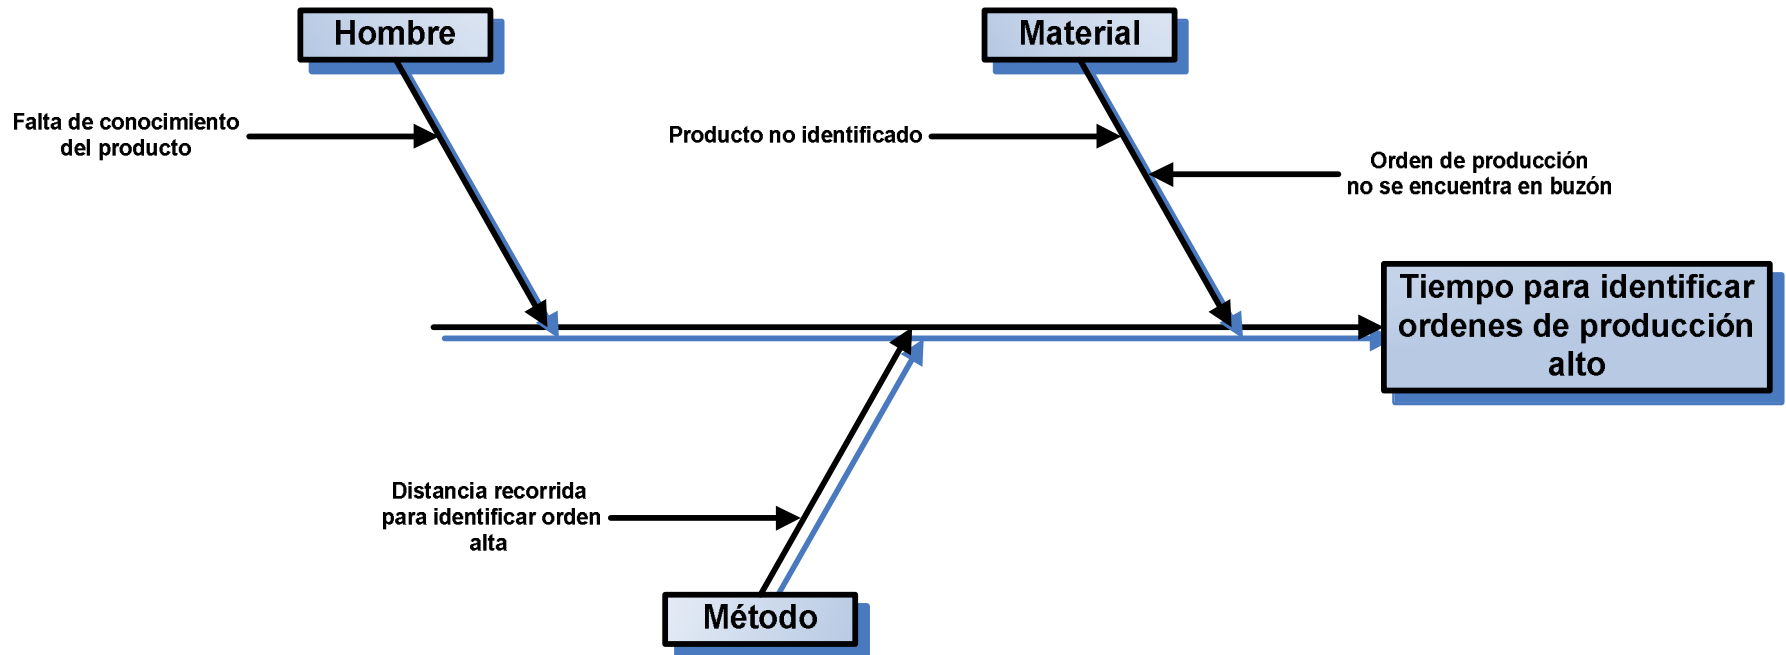 Hombre
Material
Falta de conocimiento
del producto
Producto no identificado
Orden de producción
no se encuentra en buzón
Tiempo para identificar
ordenes de producción
alto
Distancia recorrida
para identificar orden
alta
Método